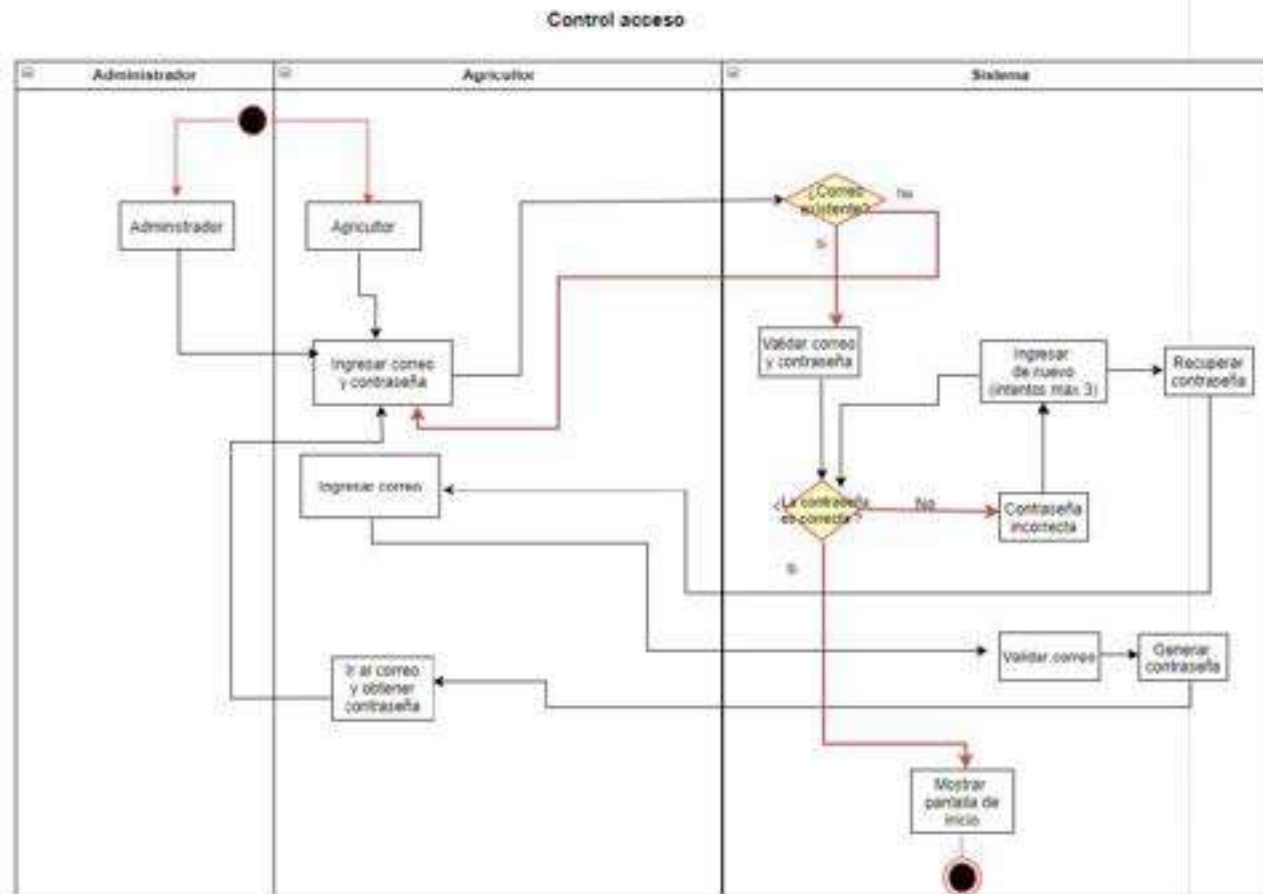 Control acceso
Administrador
Agricultor
Sistema
Adminstrador
Agricultor
¿Correo
existente?
No
Si
Ingresar correo
y contraseña
Validar correo
y contraseña
Ingresar
de nuevo
(intentos max 3)
Recuperar
contraseña
Ingresar correo
¿La contraseña
es correcta ?
No
Contraseña
incorrecta
Si
Validar correo
Generar
contraseña
Ir al correo
y obtener
contraseña
Mostrar
pantalla de
inicio